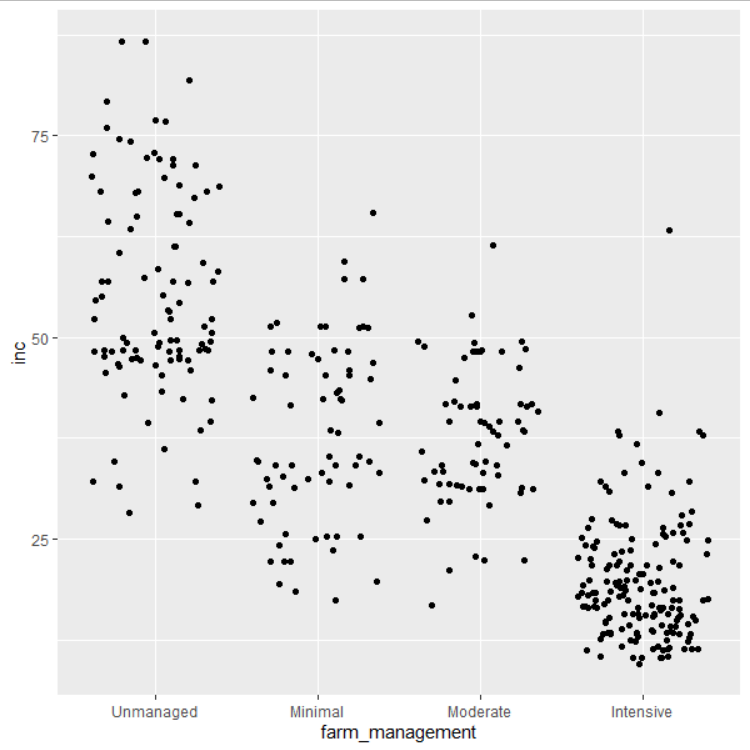 75
50
25
inc
Unmanaged Minimal Moderate Intensive
farm_management